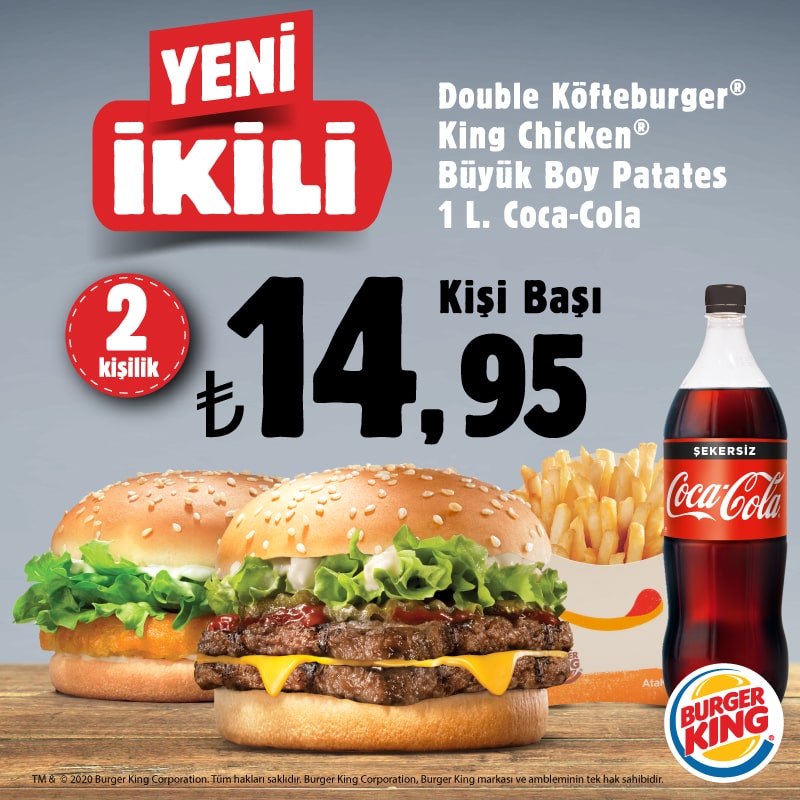 YENİ
İKİLİ
Double Köfteburger®
King Chicken®
Büyük Boy Patates
1 L. Coca-Cola
2
kişilik
Kişi Başı
₺14,95
ŞEKERSİZ
Coca-Cola
BURGER
KING
BURGER
KING®
TM & © 2020 Burger King Corporation. Tüm hakları saklıdır. Burger King Corporation, Burger King markası ve ambleminin tek hak sahibidir.